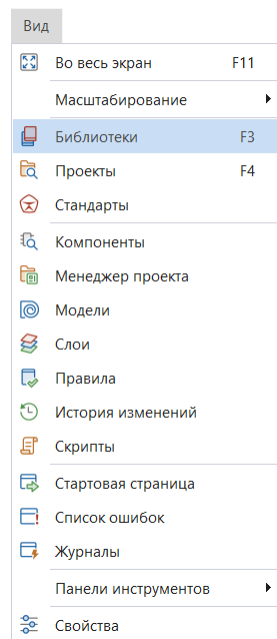 Вид
Во весь экран F11
Масштабирование
Библиотеки F3
Проекты F4
Стандарты
Компоненты
Менеджер проекта
Модели
Слои
Правила
История изменений
Скрипты
Стартовая страница
Список ошибок
Журналы
Панели инструментов
Свойства